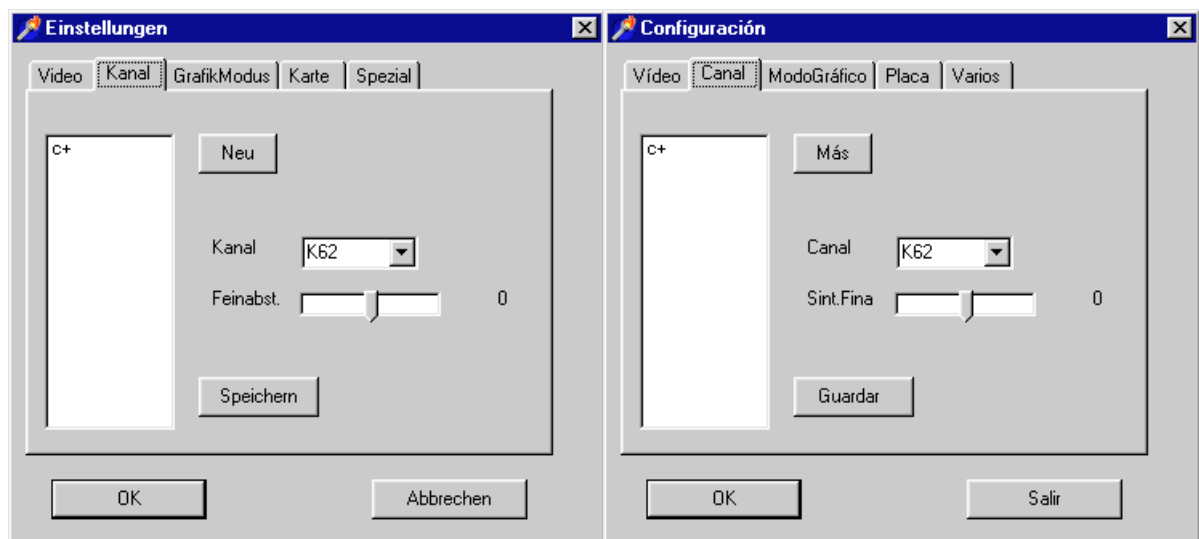 Einstellungen
Video Kanal GrafikModus Karte Spezial
c+
Neu
Kanal K62
Feinabst. 0
Speichern
OK Abbrechen
Configuración
Vídeo Canal ModoGráfico Placa Varios
c+
Más
Canal K62
Sint.Fina 0
Guardar
OK Salir